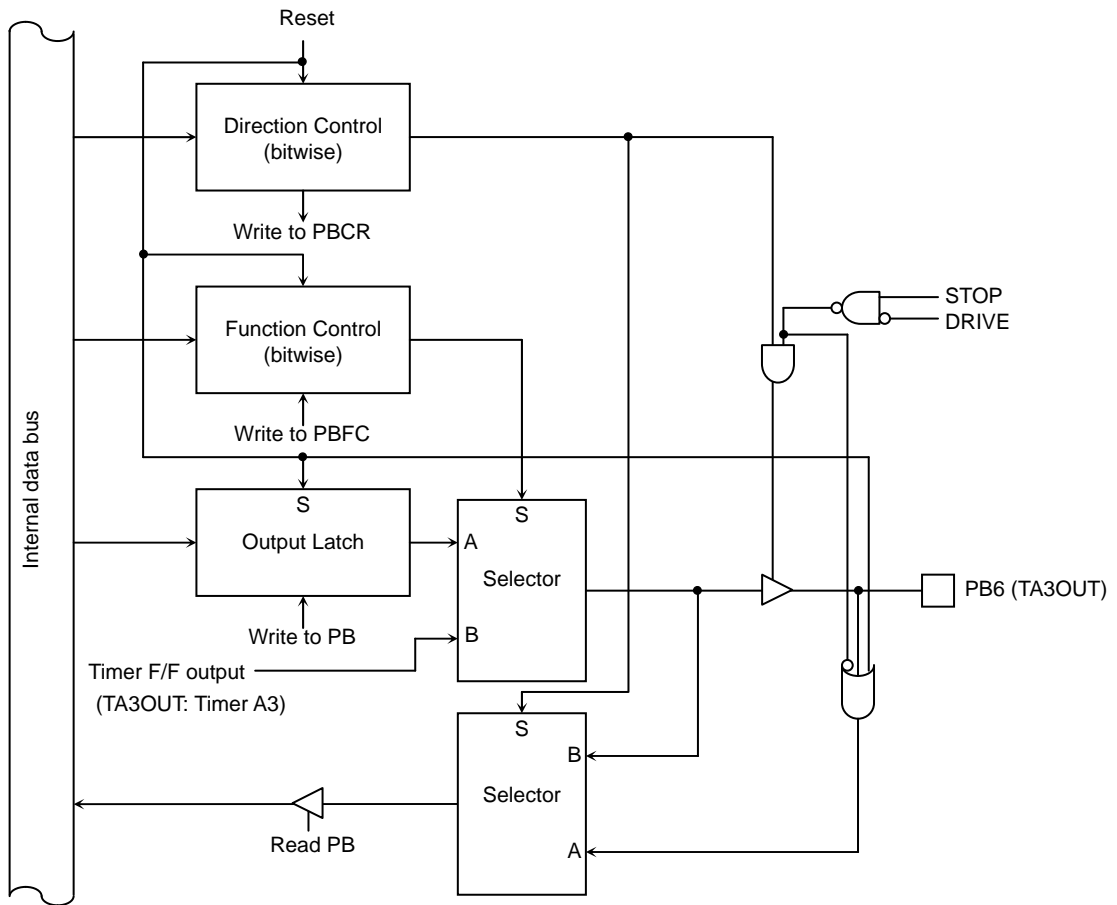 Reset
Direction Control
(bitwise)
Write to PBCR
STOP
DRIVE
Function Control
(bitwise)
Write to PBFC
Internal data bus
S
Output Latch
Write to PB
A
S
Selector
B
PB6 (TA3OUT)
Timer F/F output
(TA3OUT: Timer A3)
S
B
Selector
A
Read PB